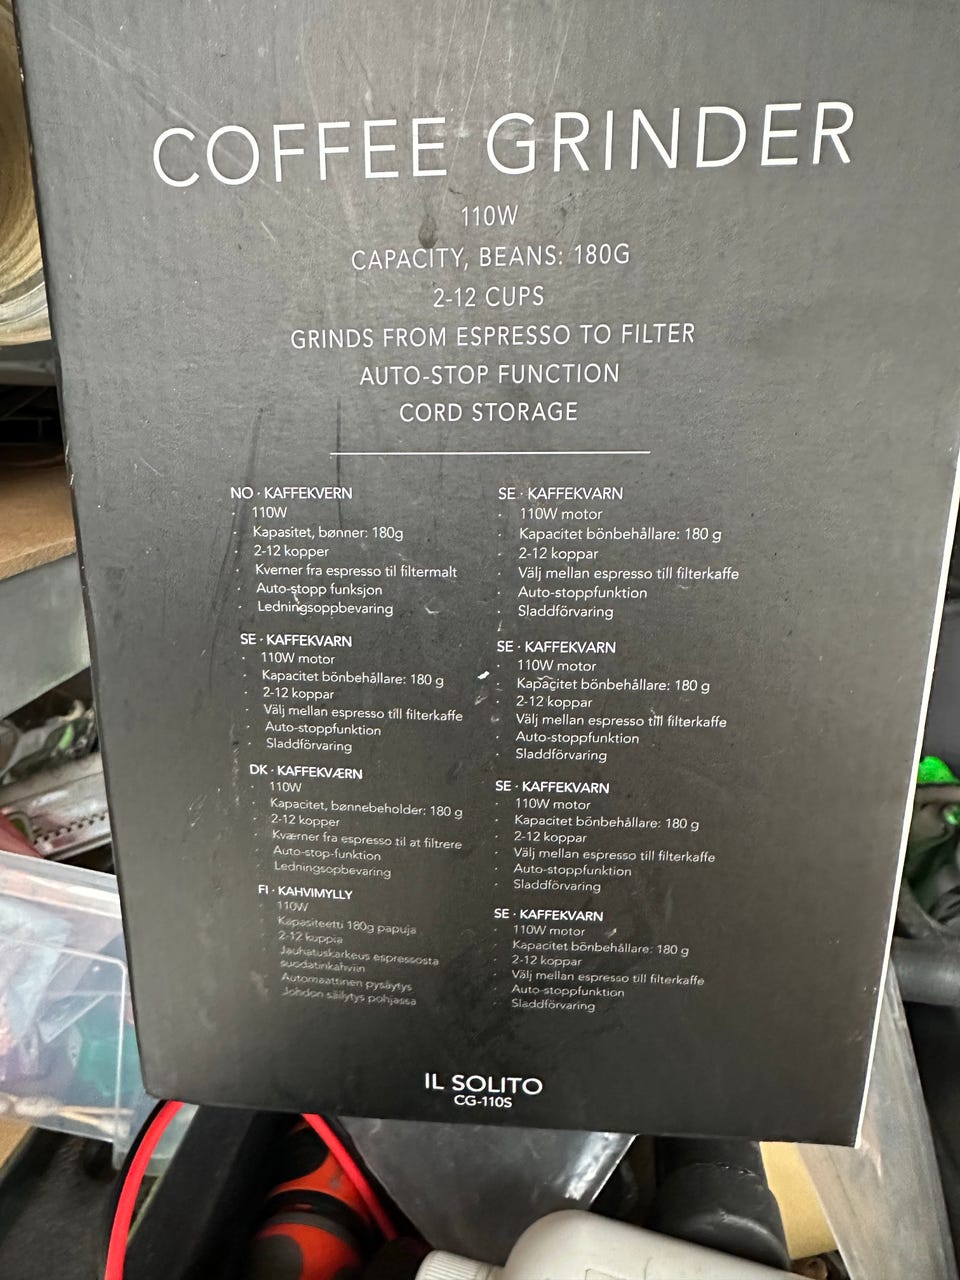 COFFEE GRINDER
110W
CAPACITY, BEANS: 180G
2-12 CUPS
GRINDS FROM ESPRESSO TO FILTER
AUTO-STOP FUNCTION
CORD STORAGE
NO · KAFFEKVERN
· 110W
· Kapasitet, bønner: 180g
· 2-12 kopper
· Kverner fra espresso til filtermalt
· Auto-stopp funksjon
· Ledningsoppbevaring
SE · KAFFEKVARN
· 110W motor
· Kapacitet bönbehållare: 180 g
· 2-12 koppar
· Välj mellan espresso till filterkaffe
· Auto-stoppfunktion
· Sladdförvaring
DK · KAFFEKVÆRN
· 110W
· Kapacitet, bønnebeholder: 180 g
· 2-12 kopper
· Kværner fra espresso til at filtrere
· Auto-stop-funktion
· Ledningsopbevaring
FI · KAHVIMYLLY
· 110W
· Kapasiteetti 180g papuja
· 2-12 kuppia
· Jauhatuskarkeus espressosta
suodatinkahviin
· Automaattinen pysäytys
· Johdon säilytys pohjassa
SE · KAFFEKVARN
· 110W motor
· Kapacitet bönbehållare: 180 g
· 2-12 koppar
· Välj mellan espresso till filterkaffe
· Auto-stoppfunktion
· Sladdförvaring
SE · KAFFEKVARN
· 110W motor
· Kapacitet bönbehållare: 180 g
· 2-12 koppar
· Välj mellan espresso till filterkaffe
· Auto-stoppfunktion
· Sladdförvaring
SE · KAFFEKVARN
· 110W motor
· Kapacitet bönbehållare: 180 g
· 2-12 koppar
· Välj mellan espresso till filterkaffe
· Auto-stoppfunktion
· Sladdförvaring
SE · KAFFEKVARN
· 110W motor
· Kapacitet bönbehållare: 180 g
· 2-12 koppar
· Välj mellan espresso till filterkaffe
· Auto-stoppfunktion
· Sladdförvaring
IL SOLITO
CG-110S